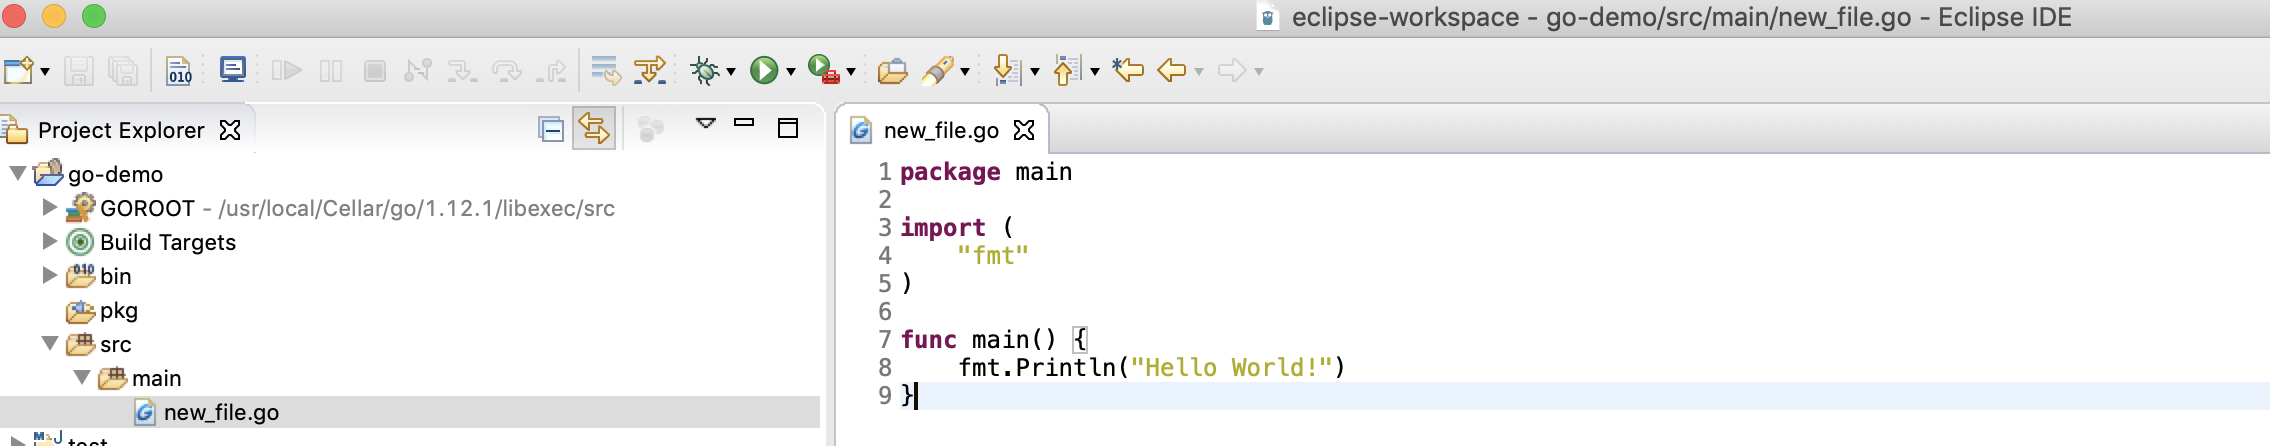 eclipse-workspace - go-demo/src/main/new_file.go - Eclipse IDE
010
Project Explorer
new_file.go
go-demo
GOROOT - /usr/local/Cellar/go/1.12.1/libexec/src
Build Targets
010
bin
pkg
src
main
new_file.go
1 package main
2
3 import (
4     "fmt"
5 )
6
7 func main() {
8     fmt.Println("Hello World!")
9 }